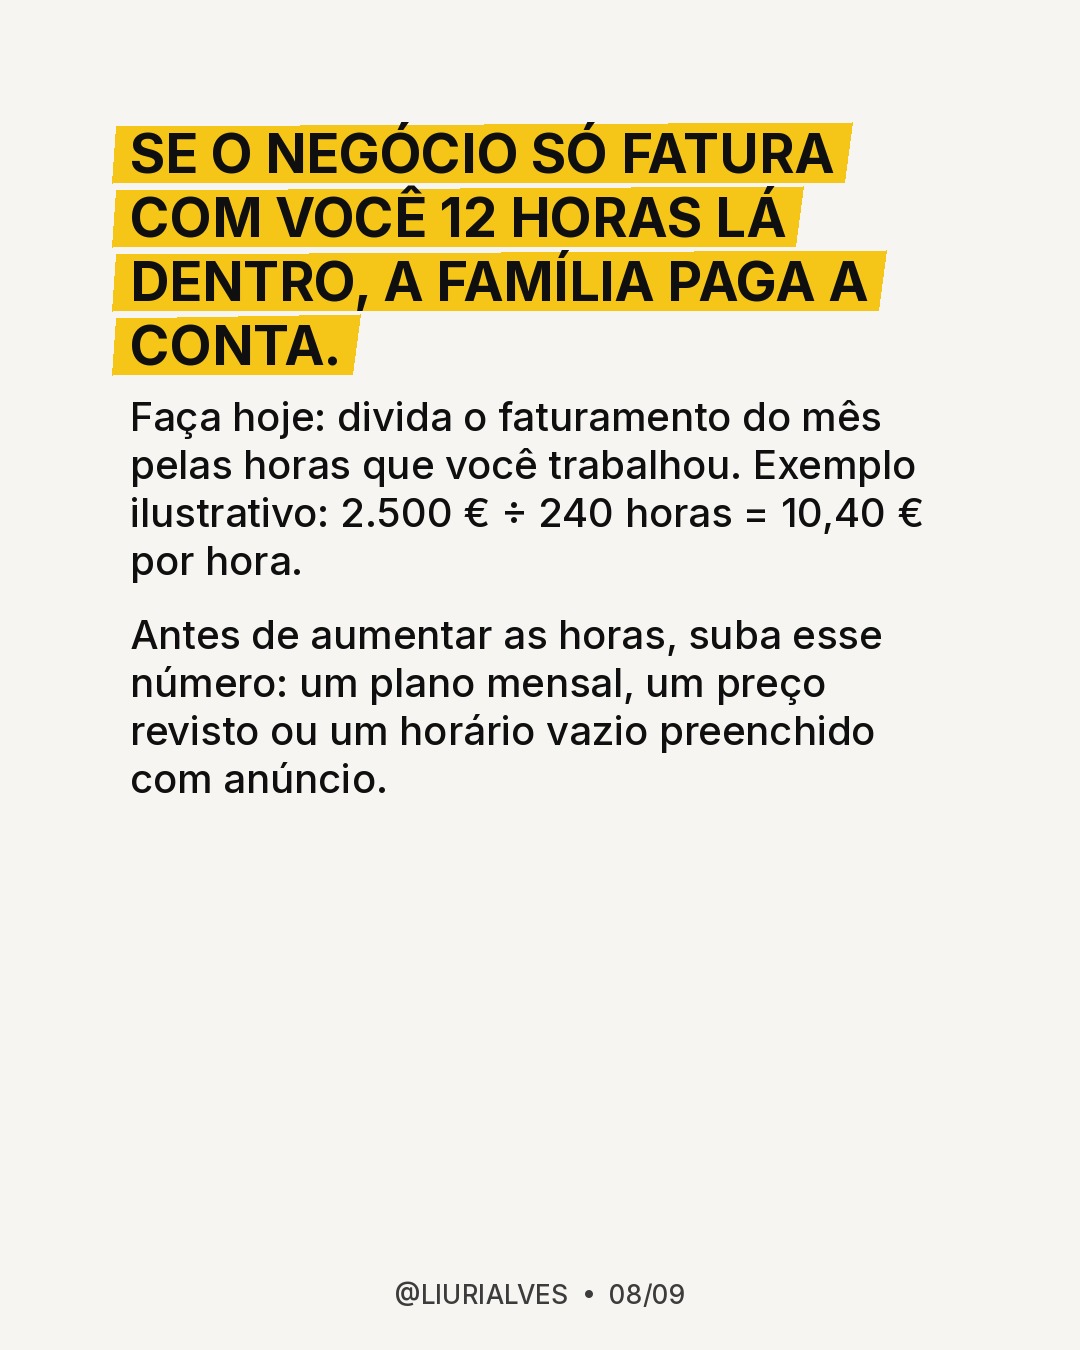 SE O NEGÓCIO SÓ FATURA
COM VOCÊ 12 HORAS LÁ
DENTRO, A FAMÍLIA PAGA A
CONTA.
Faça hoje: divida o faturamento do mês
pelas horas que você trabalhou. Exemplo
ilustrativo: 2.500 € ÷ 240 horas = 10,40 €
por hora.
Antes de aumentar as horas, suba esse
número: um plano mensal, um preço
revisto ou um horário vazio preenchido
com anúncio.
@LIURIALVES • 08/09